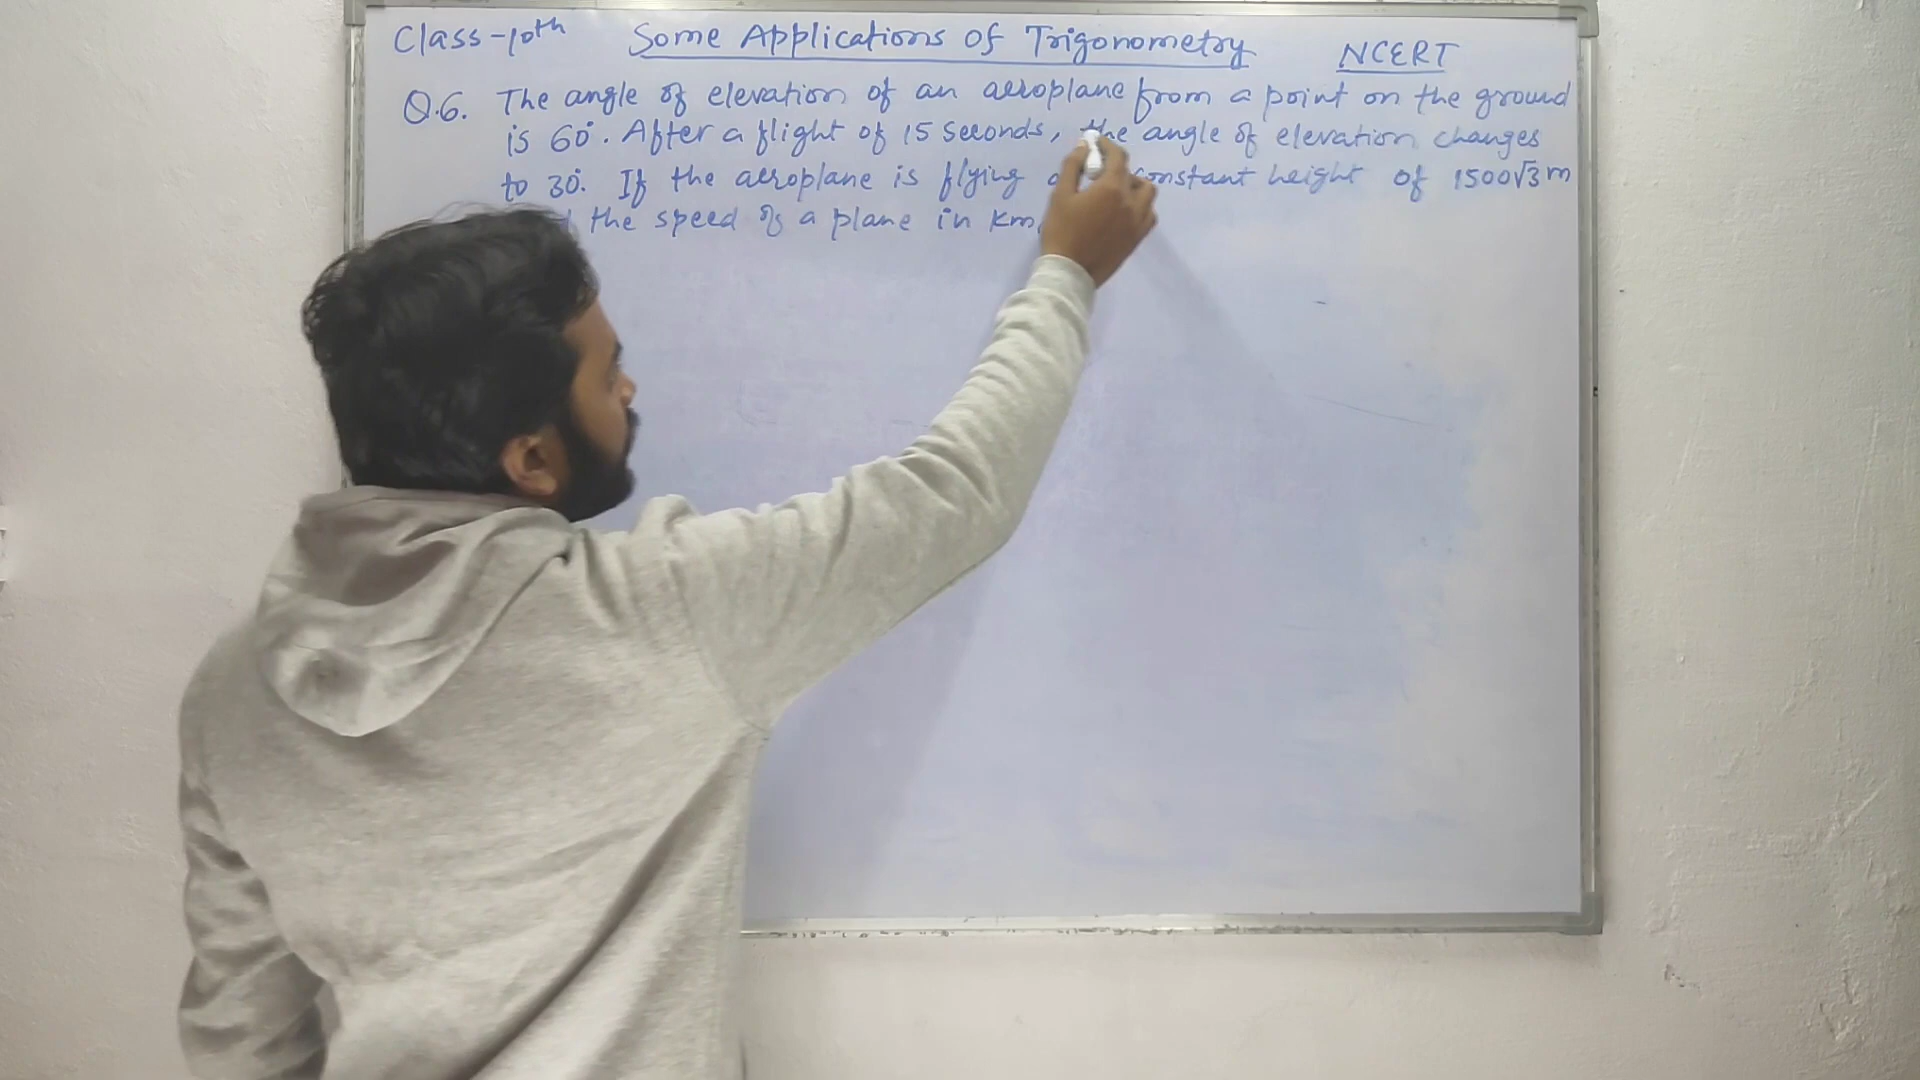 Class-10th Some Applications of Trigonometry NCERT
Q.6. The angle of elevation of an aeroplane from a point on the ground
is 60°. After a flight of 15 seconds, the angle of elevation changes
to 30°. If the aeroplane is flying constant height of 1500√3 m
the speed of a plane in km